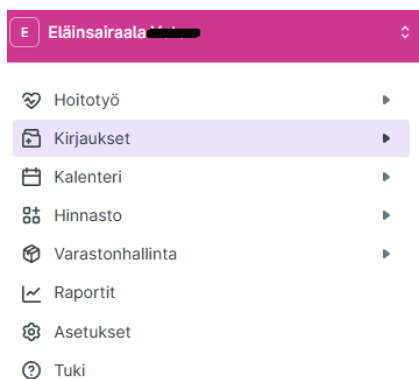 E Eläinsairaala
Hoitotyö
Kirjaukset
Kalenteri
Hinnasto
Varastonhallinta
Raportit
Asetukset
Tuki